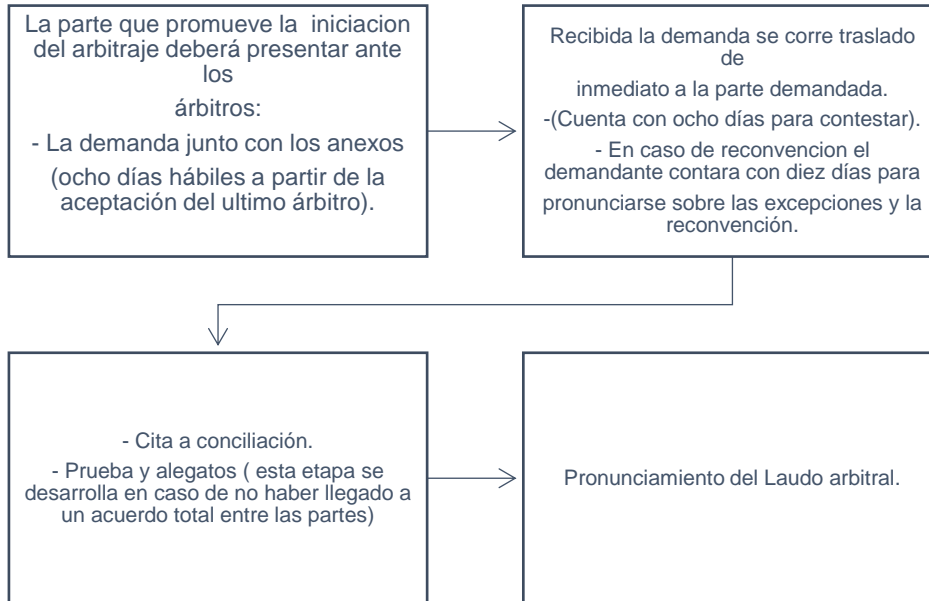 La parte que promueve la iniciacion
del arbitraje deberá presentar ante
los
árbitros:
- La demanda junto con los anexos
(ocho días hábiles a partir de la
aceptación del ultimo árbitro).
Recibida la demanda se corre traslado
de
inmediato a la parte demandada.
-(Cuenta con ocho días para contestar).
- En caso de reconvencion el
demandante contara con diez días para
pronunciarse sobre las excepciones y la
reconvención.
- Cita a conciliación.
- Prueba y alegatos ( esta etapa se
desarrolla en caso de no haber llegado a
un acuerdo total entre las partes)
Pronunciamiento del Laudo arbitral.